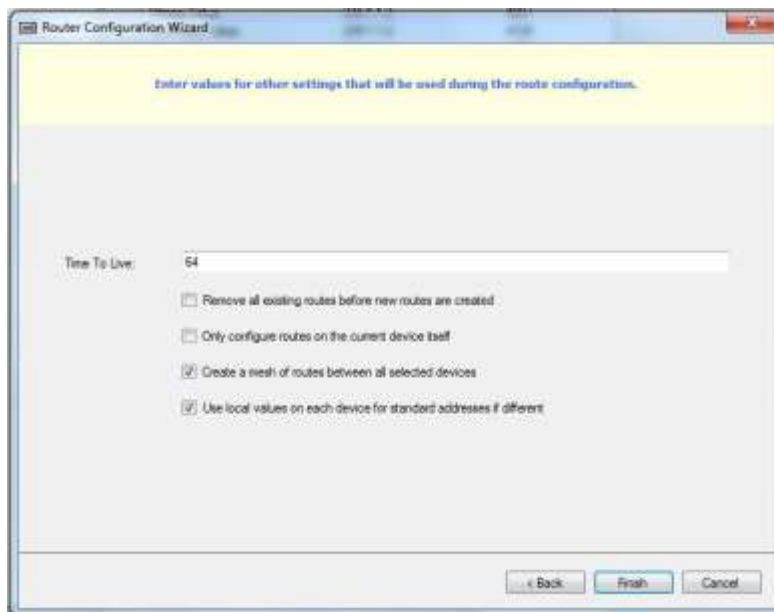 Router Configuration Wizard
Enter values for other settings that will be used during the route configuration.
Time To Live: 64
Remove all existing routes before new routes are created
Only configure routes on the current device itself
Create a mesh of routes between all selected devices
Use local values on each device for standard addresses if different
< Back Finish Cancel